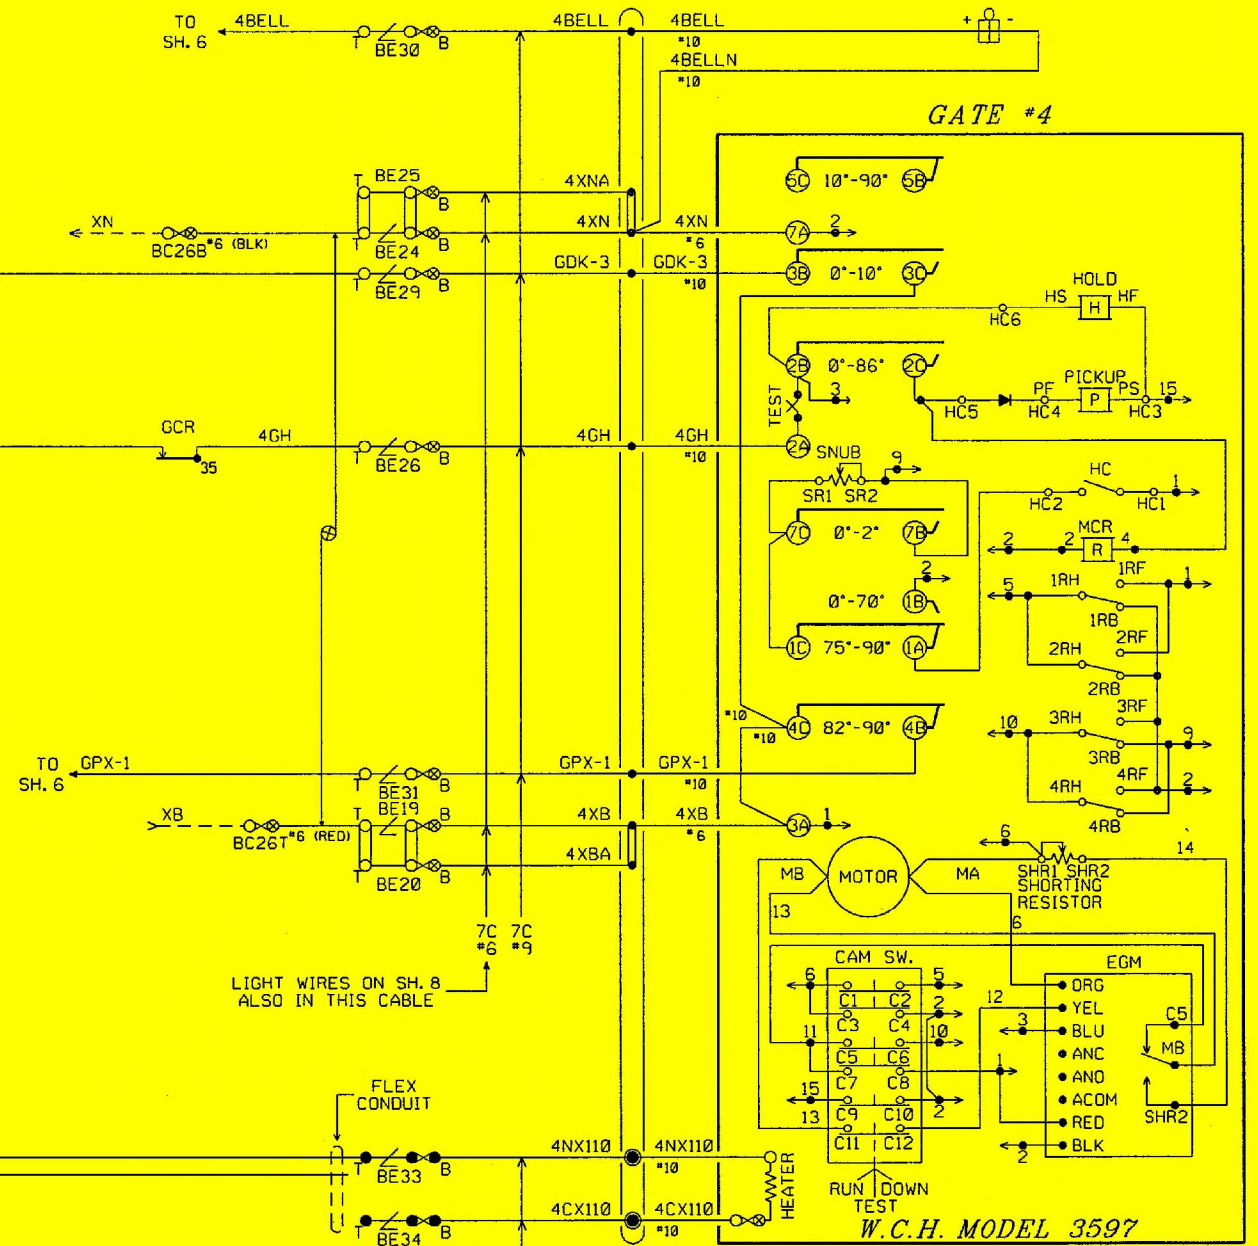 TO
SH. 6
4BELL
T
BE30
B
4BELL
#10
4BELLN
#10
+ -
GATE #4
5C 10°-90° 5B
T
BE25
B
4XNA
XN
BC26B
#6 (BLK)
T
BE24
B
4XN
4XN
#6
7A
2
T
BE29
B
GDK-3
GDK-3
#10
3B 0°-10° 3C
HOLD
HS H HF
HC6
2B 0°-86° 2C
TEST
3
PICKUP
HC5
PF
HC4
P
PS
HC3
15
GCR
35
4GH
T
BE26
B
4GH
4GH
#10
2A
SNUB
SR1 SR2
9
HC
HC2
HC1
1
7C 0°-2° 7B
MCR
2
2
R
4
2
0°-70° 1B
1RF
1
5
1RH
1RB
2RF
2RH
2RB
1C 75°-90° 1A
3RF
#10
#10
4C 82°-90° 4B
10
3RH
3RB
9
4RF
2
4RH
4RB
TO
SH. 6
GPX-1
T
BE31
B
GPX-1
GPX-1
#10
XB
BC26T
#6 (RED)
BE19
T
B
4XB
4XB
#6
3A
1
T
BE20
B
4XBA
MB
MOTOR
MA
6
SHR1 SHR2
SHORTING
RESISTOR
14
13
6
7C
#6
7C
#9
LIGHT WIRES ON SH. 8
ALSO IN THIS CABLE
CAM SW.
6
C1 C2
5
C3 C4
2
11
C5 C6
10
C7 C8
1
15
C9 C10
2
13
C11 C12
12
RUN DOWN
TEST
EGM
ORG
YEL
3
BLU
ANC
ANO
ACOM
RED
2
BLK
C5
MB
SHR2
FLEX
CONDUIT
T
BE33
B
4NX110
4NX110
#10
HEATER
T
BE34
B
4CX110
4CX110
#10
W.C.H. MODEL 3597